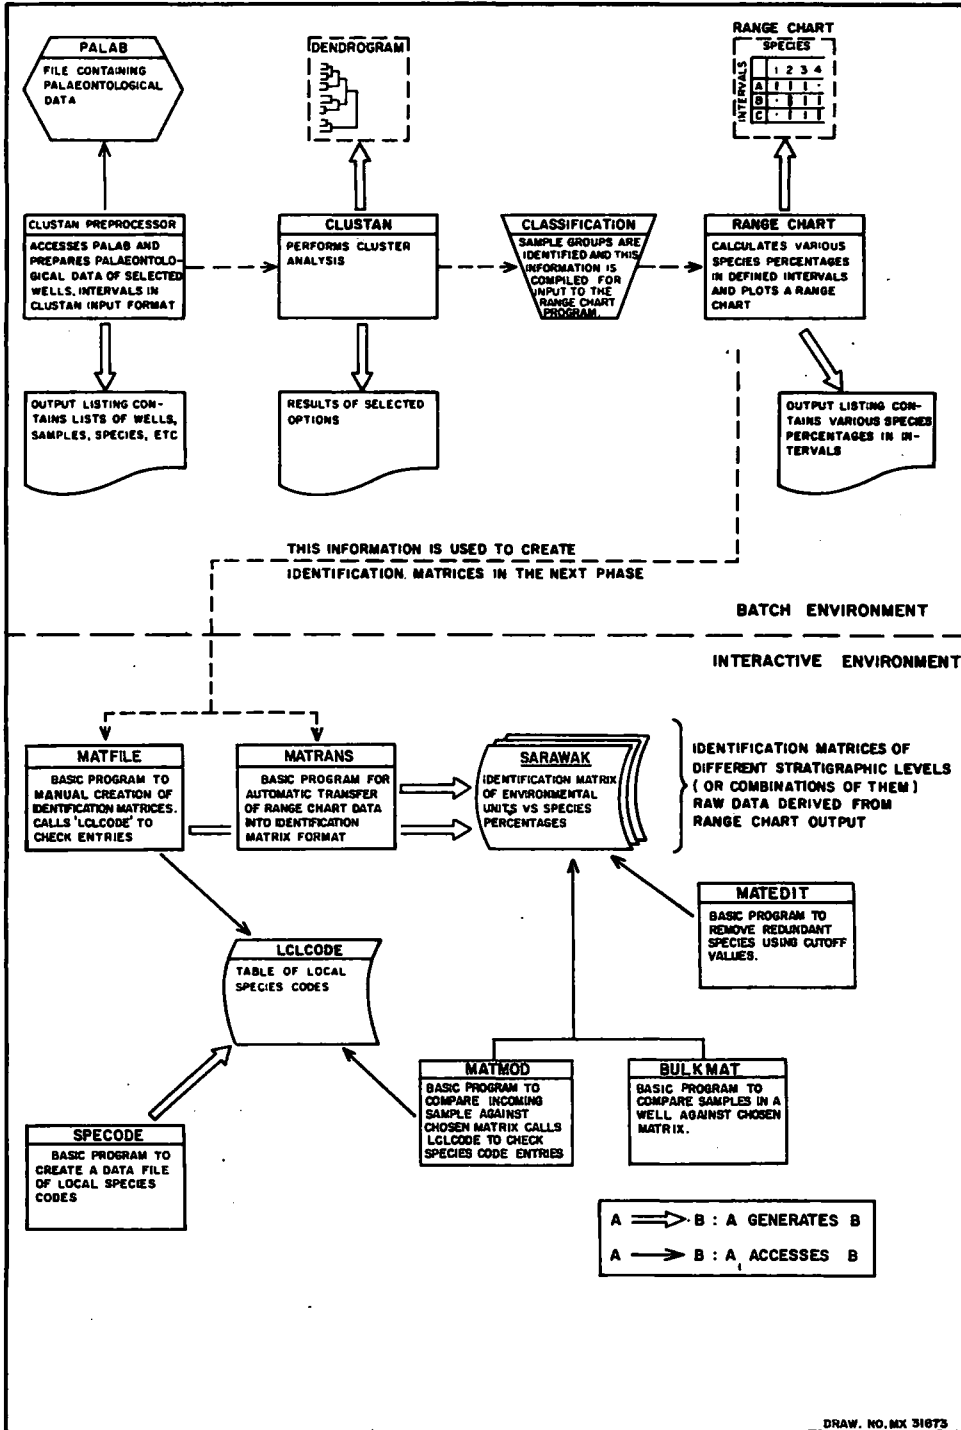 PALAB
FILE CONTAINING
PALAEONTOLOGICAL
DATA
DENDROGRAM
RANGE CHART
SPECIES
INTERVALS
1 2 3 4
A
B
C
CLUSTAN PREPROCESSOR
ACCESSES PALAB AND
PREPARES PALAEONTOLO-
GICAL DATA OF SELECTED
WELLS, INTERVALS IN
CLUSTAN INPUT FORMAT
CLUSTAN
PERFORMS CLUSTER
ANALYSIS
CLASSIFICATION
SAMPLE GROUPS ARE
IDENTIFIED AND THIS
INFORMATION IS
COMPILED FOR
INPUT TO THE
RANGE CHART
PROGRAM.
RANGE CHART
CALCULATES VARIOUS
SPECIES PERCENTAGES
IN DEFINED INTERVALS
AND PLOTS A RANGE
CHART
OUTPUT LISTING CON-
TAINS LISTS OF WELLS,
SAMPLES, SPECIES, ETC
RESULTS OF SELECTED
OPTIONS
OUTPUT LISTING CON-
TAINS VARIOUS SPECIES
PERCENTAGES IN IN-
TERVALS
THIS INFORMATION IS USED TO CREATE
IDENTIFICATION MATRICES IN THE NEXT PHASE
BATCH ENVIRONMENT
INTERACTIVE ENVIRONMENT
MATFILE
BASIC PROGRAM TO
MANUAL CREATION OF
IDENTIFICATION MATRICES.
CALLS 'LCLCODE' TO
CHECK ENTRIES
MATRANS
BASIC PROGRAM FOR
AUTOMATIC TRANSFER
OF RANGE CHART DATA
INTO IDENTIFICATION
MATRIX FORMAT
SARAWAK
IDENTIFICATION MATRIX
OF ENVIRONMENTAL
UNITS VS SPECIES
PERCENTAGES
IDENTIFICATION MATRICES OF
DIFFERENT STRATIGRAPHIC LEVELS
( OR COMBINATIONS OF THEM )
RAW DATA DERIVED FROM
RANGE CHART OUTPUT
MATEDIT
BASIC PROGRAM TO
REMOVE REDUNDANT
SPECIES USING CUTOFF
VALUES.
LCLCODE
TABLE OF LOCAL
SPECIES CODES
MATMOD
BASIC PROGRAM TO
COMPARE INCOMING
SAMPLE AGAINST
CHOSEN MATRIX CALLS
LCLCODE TO CHECK
SPECIES CODE ENTRIES
BULKMAT
BASIC PROGRAM TO
COMPARE SAMPLES IN A
WELL AGAINST CHOSEN
MATRIX.
SPECODE
BASIC PROGRAM TO
CREATE A DATA FILE
OF LOCAL SPECIES
CODES
A B : A GENERATES B
A B : A ACCESSES B
DRAW. NO. MX 31673